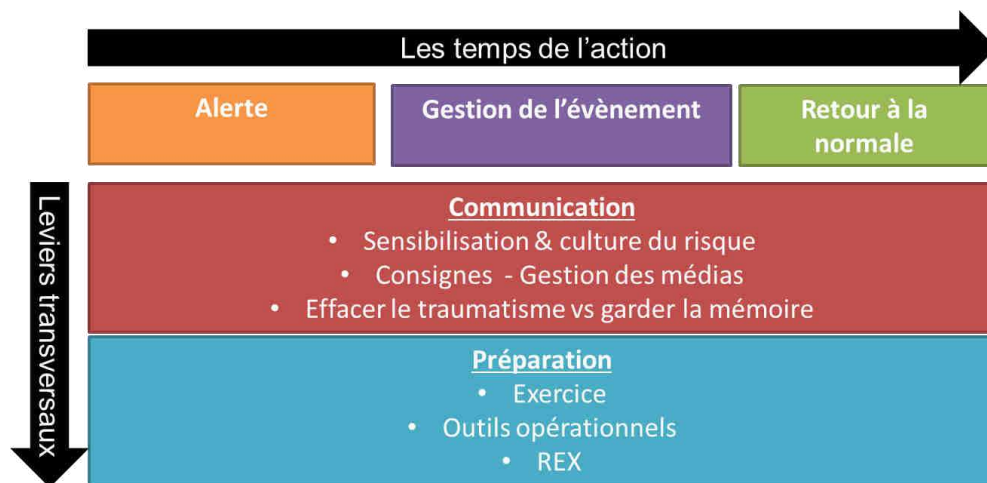 Les temps de l'action
Alerte
Gestion de l'évènement
Retour à la
normale
Leviers transversaux
Communication
• Sensibilisation & culture du risque
• Consignes - Gestion des médias
• Effacer le traumatisme vs garder la mémoire
Préparation
• Exercice
• Outils opérationnels
• REX